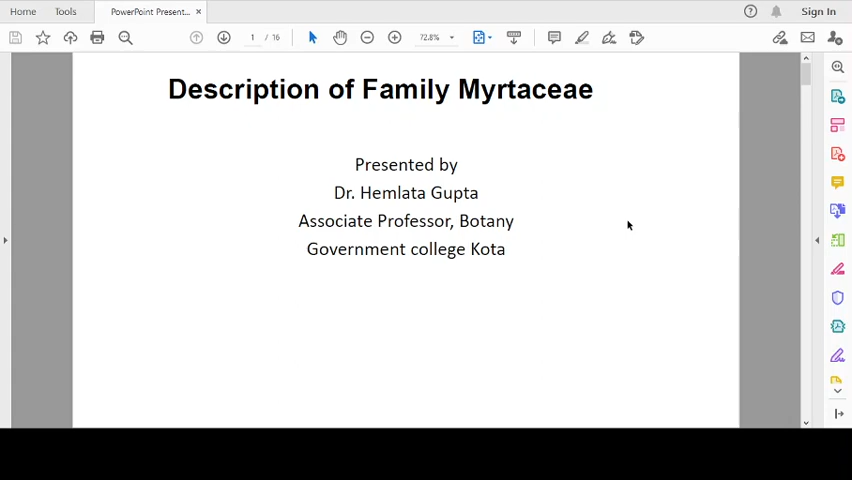 Home
Tools
PowerPoint Present... ×
Sign In
1 / 16
72.8%
Description of Family Myrtaceae
Presented by
Dr. Hemlata Gupta
Associate Professor, Botany
Government college Kota